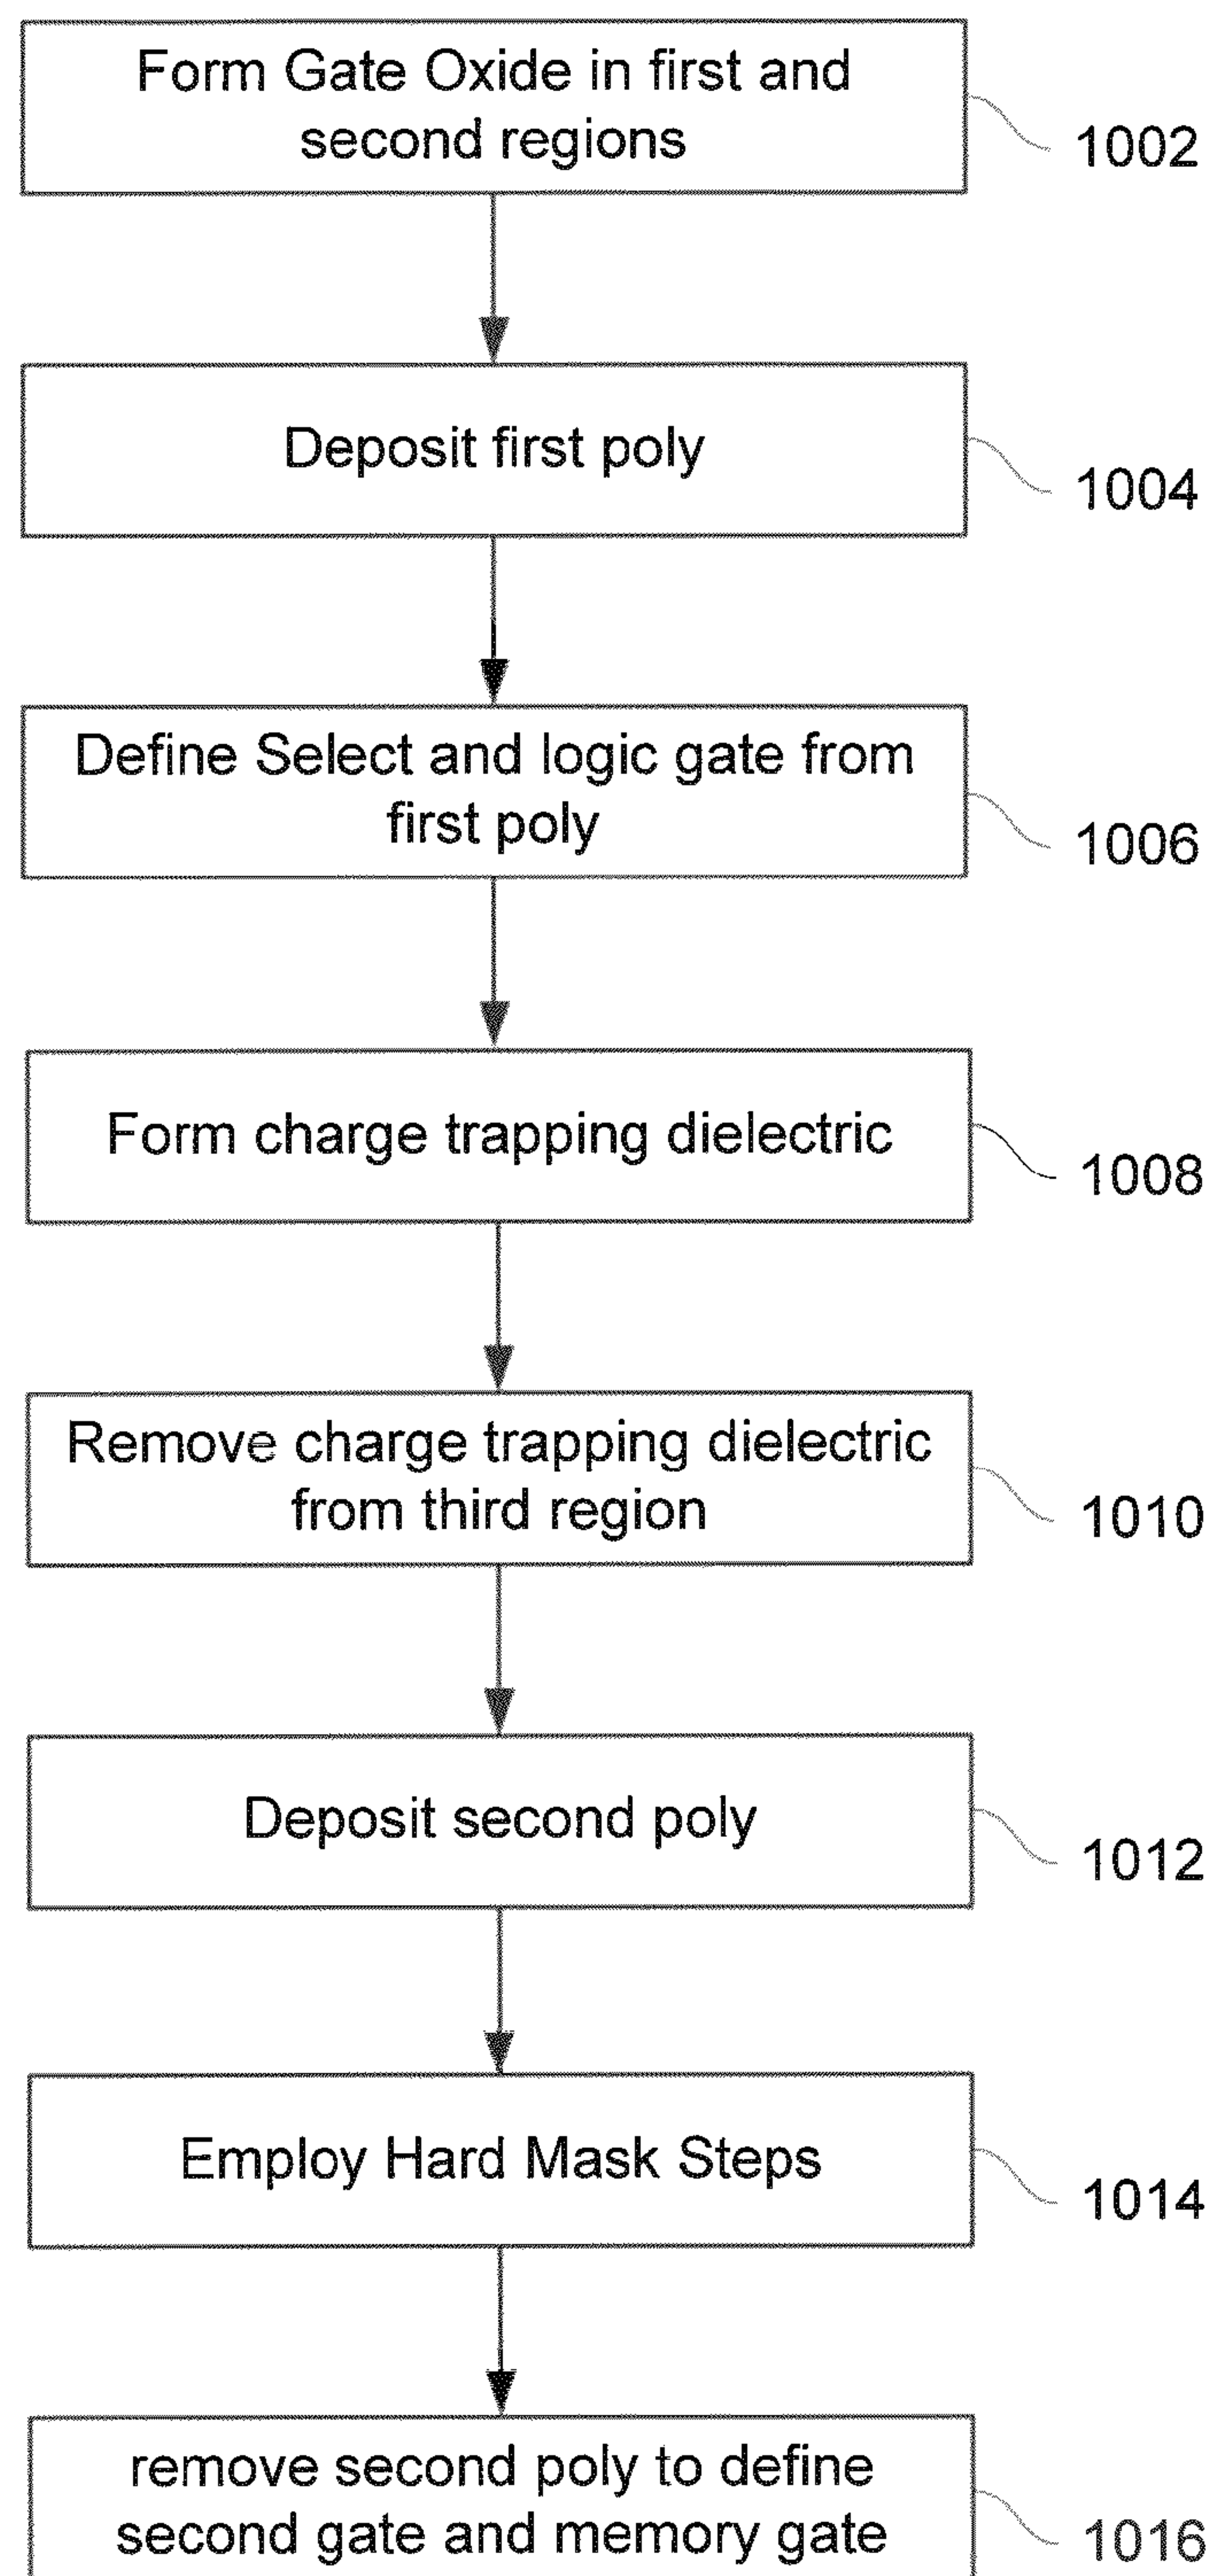 Form Gate Oxide in first and
second regions
1002
Deposit first poly
1004
Define Select and logic gate from
first poly
1006
Form charge trapping dielectric
1008
Remove charge trapping dielectric
from third region
1010
Deposit second poly
1012
Employ Hard Mask Steps
1014
remove second poly to define
second gate and memory gate
1016